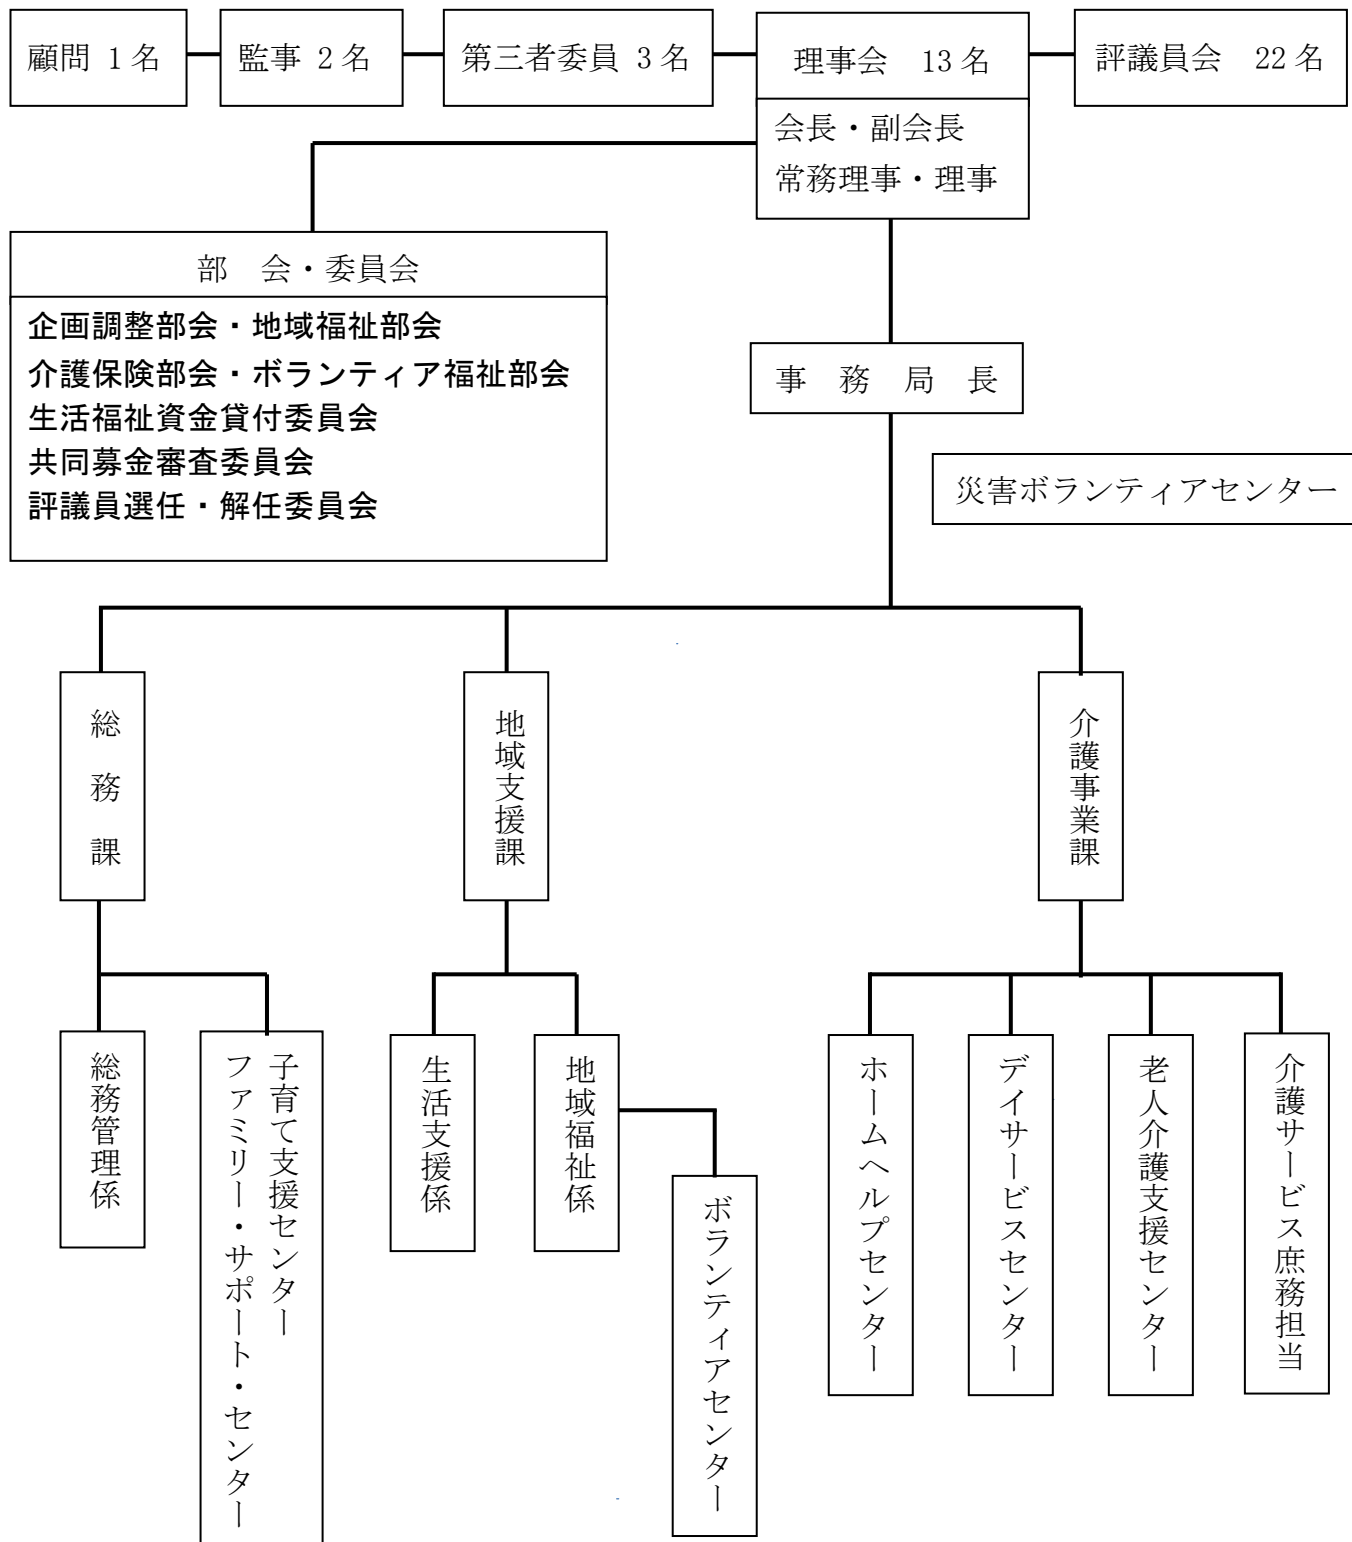 顧問 1名
監事 2名
第三者委員 3名
理事会　13名
評議員会　22名
会長・副会長
常務理事・理事
部　会・委員会
企画調整部会・地域福祉部会
介護保険部会・ボランティア福祉部会
生活福祉資金貸付委員会
共同募金審査委員会
評議員選任・解任委員会
事　務　局　長
災害ボランティアセンター
総　務　課
地域支援課
介護事業課
総務管理係
子育て支援センター
ファミリー・サポート・センター
生活支援係
地域福祉係
ボランティアセンター
ホームヘルプセンター
デイサービスセンター
老人介護支援センター
介護サービス庶務担当